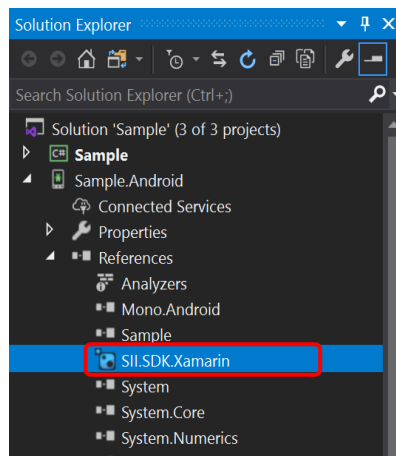 Solution Explorer
Search Solution Explorer (Ctrl+;)
Solution 'Sample' (3 of 3 projects)
C# Sample
Sample.Android
Connected Services
Properties
References
Analyzers
Mono.Android
Sample
SII.SDK.Xamarin
System
System.Core
System.Numerics